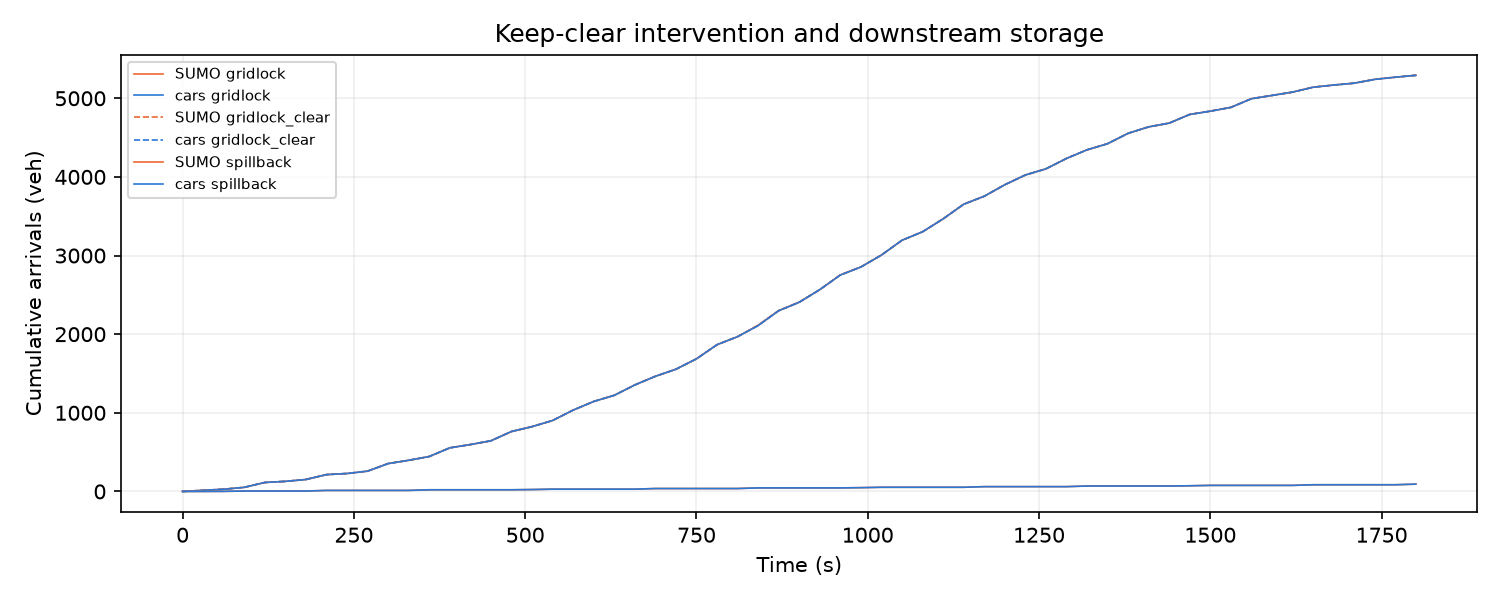 Keep-clear intervention and downstream storage
SUMO gridlock
cars gridlock
SUMO gridlock_clear
cars gridlock_clear
SUMO spillback
cars spillback
Cumulative arrivals (veh)
5000
4000
3000
2000
1000
0
0 250 500 750 1000 1250 1500 1750
Time (s)